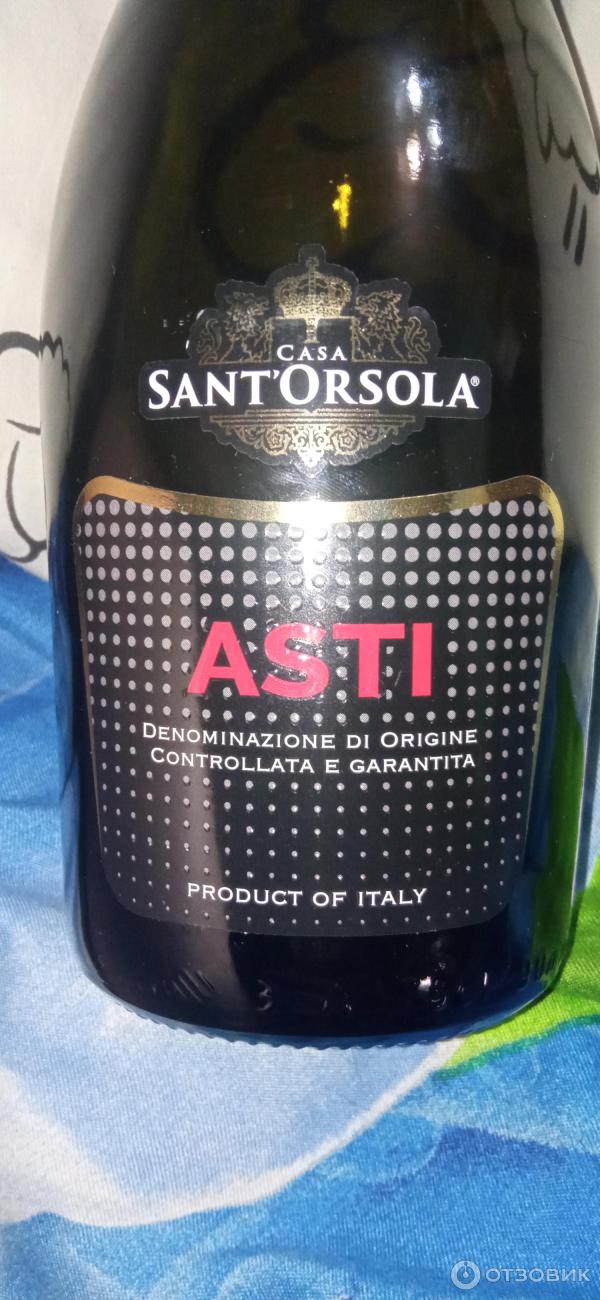 CASA
SANT'ORSOLA®
ASTI
DENOMINAZIONE DI ORIGINE
CONTROLLATA E GARANTITA
PRODUCT OF ITALY
ОТЗОВИК